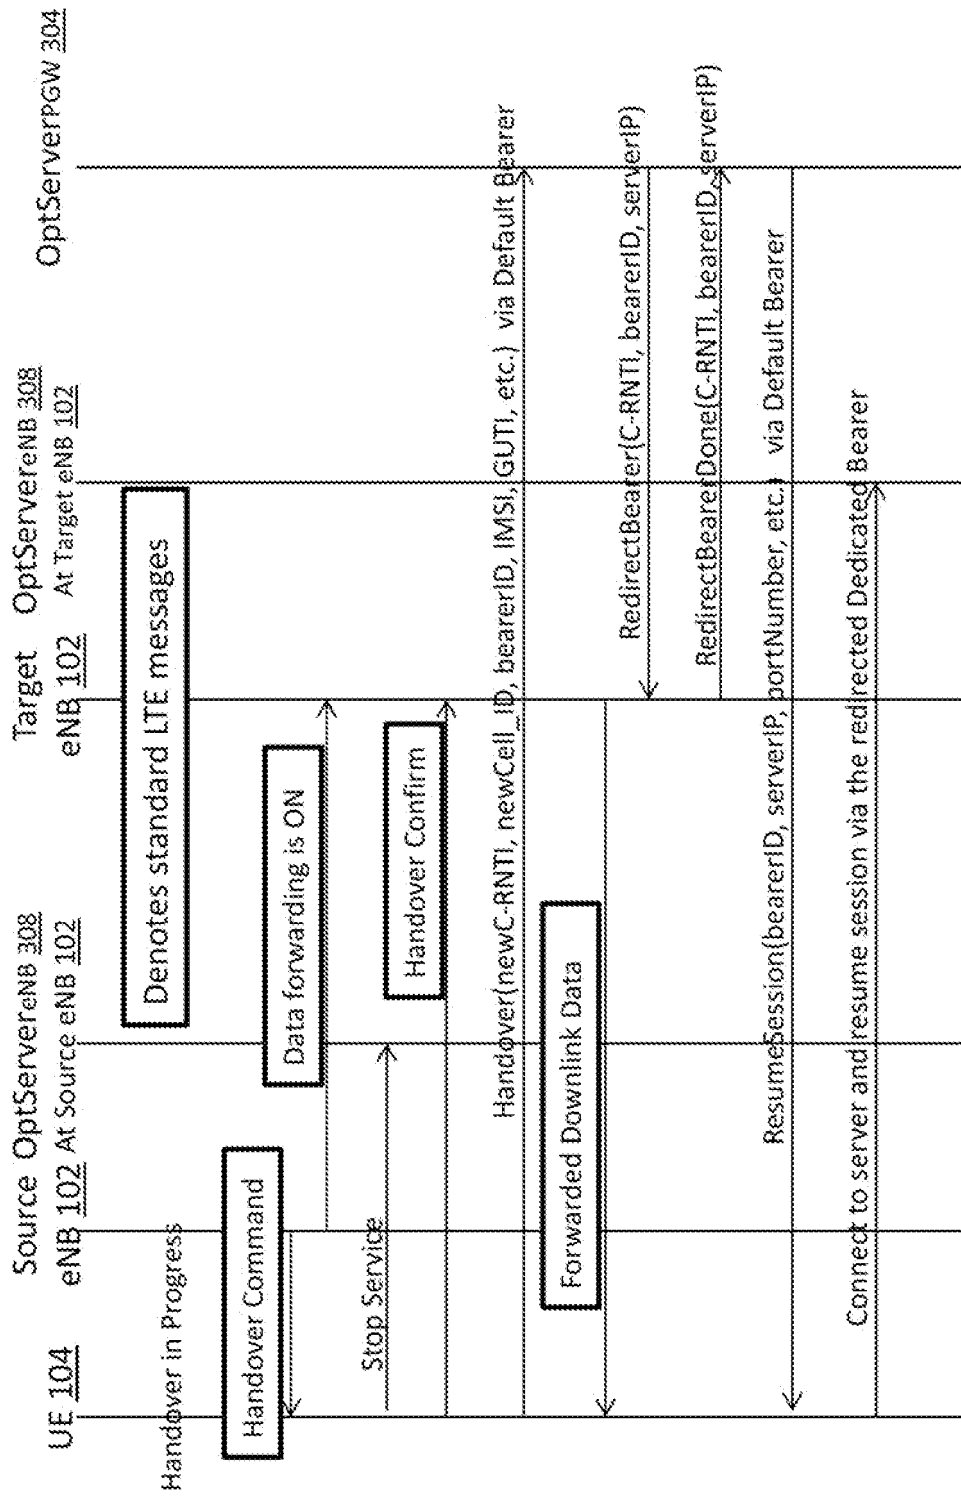 UE 104
Source
eNB 102
OptServereNB 308
At Source eNB 102
Target
eNB 102
OptServereNB 308
At Target eNB 102
OptServerPGW 304
Handover in Progress
Denotes standard LTE messages
Handover Command
Data forwarding is ON
Stop Service
Handover Confirm
Handover(newC-RNTI, newCell_ID, bearerID, IMSI, GUTI, etc.) via Default Bearer
Forwarded Downlink Data
RedirectBearer(C-RNTI, bearerID, serverIP)
RedirectBearerDone(C-RNTI, bearerID, serverIP)
ResumeSession(bearerID, serverIP, portNumber, etc.) via Default Bearer
Connect to server and resume session via the redirected Dedicated Bearer